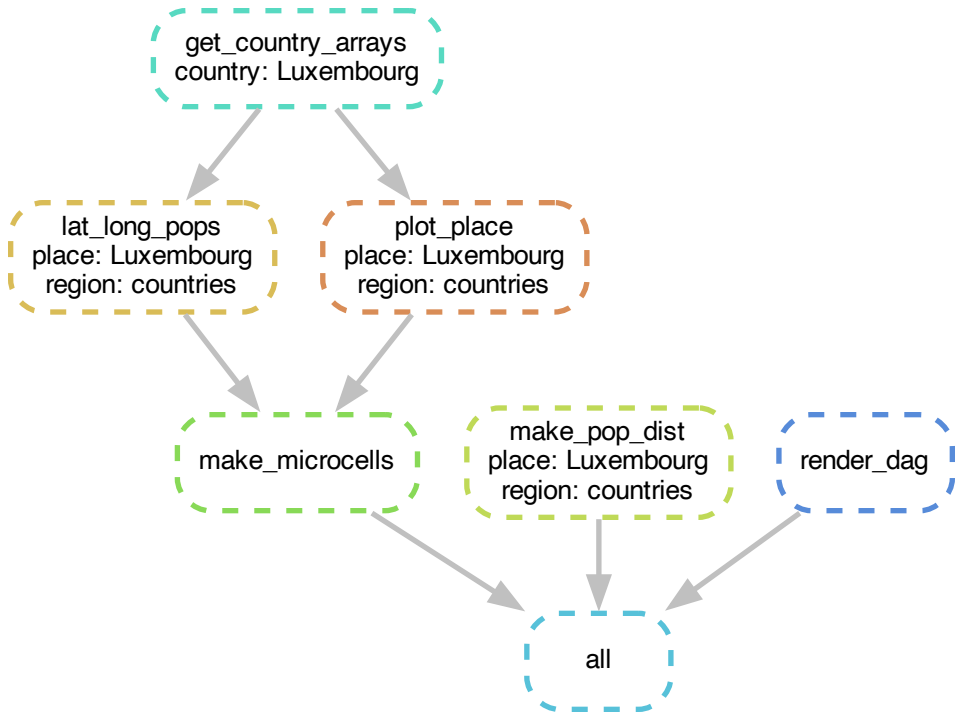 get_country_arrays
country: Luxembourg
lat_long_pops
place: Luxembourg
region: countries
plot_place
place: Luxembourg
region: countries
make_microcells
make_pop_dist
place: Luxembourg
region: countries
render_dag
all